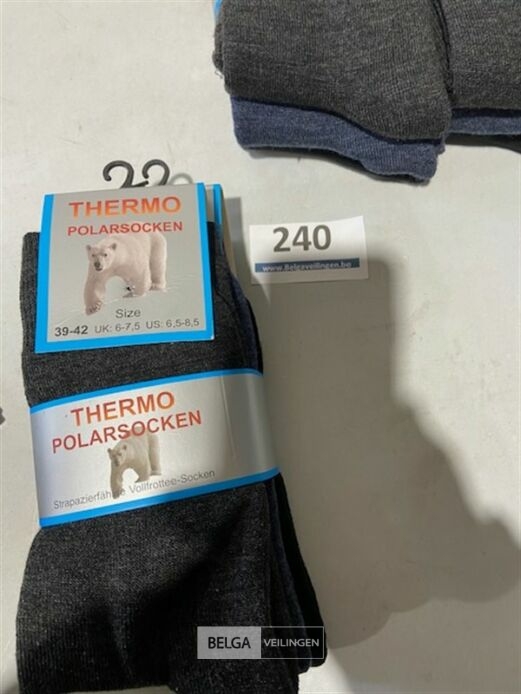 THERMO
POLARSOCKEN
Size
39-42 UK: 6-7,5 US: 6,5-8,5
240
www.Belgaveilingen.be
THERMO
POLARSOCKEN
Strapazierfähige Vollfrottee-Socken
BELGA VEILINGEN